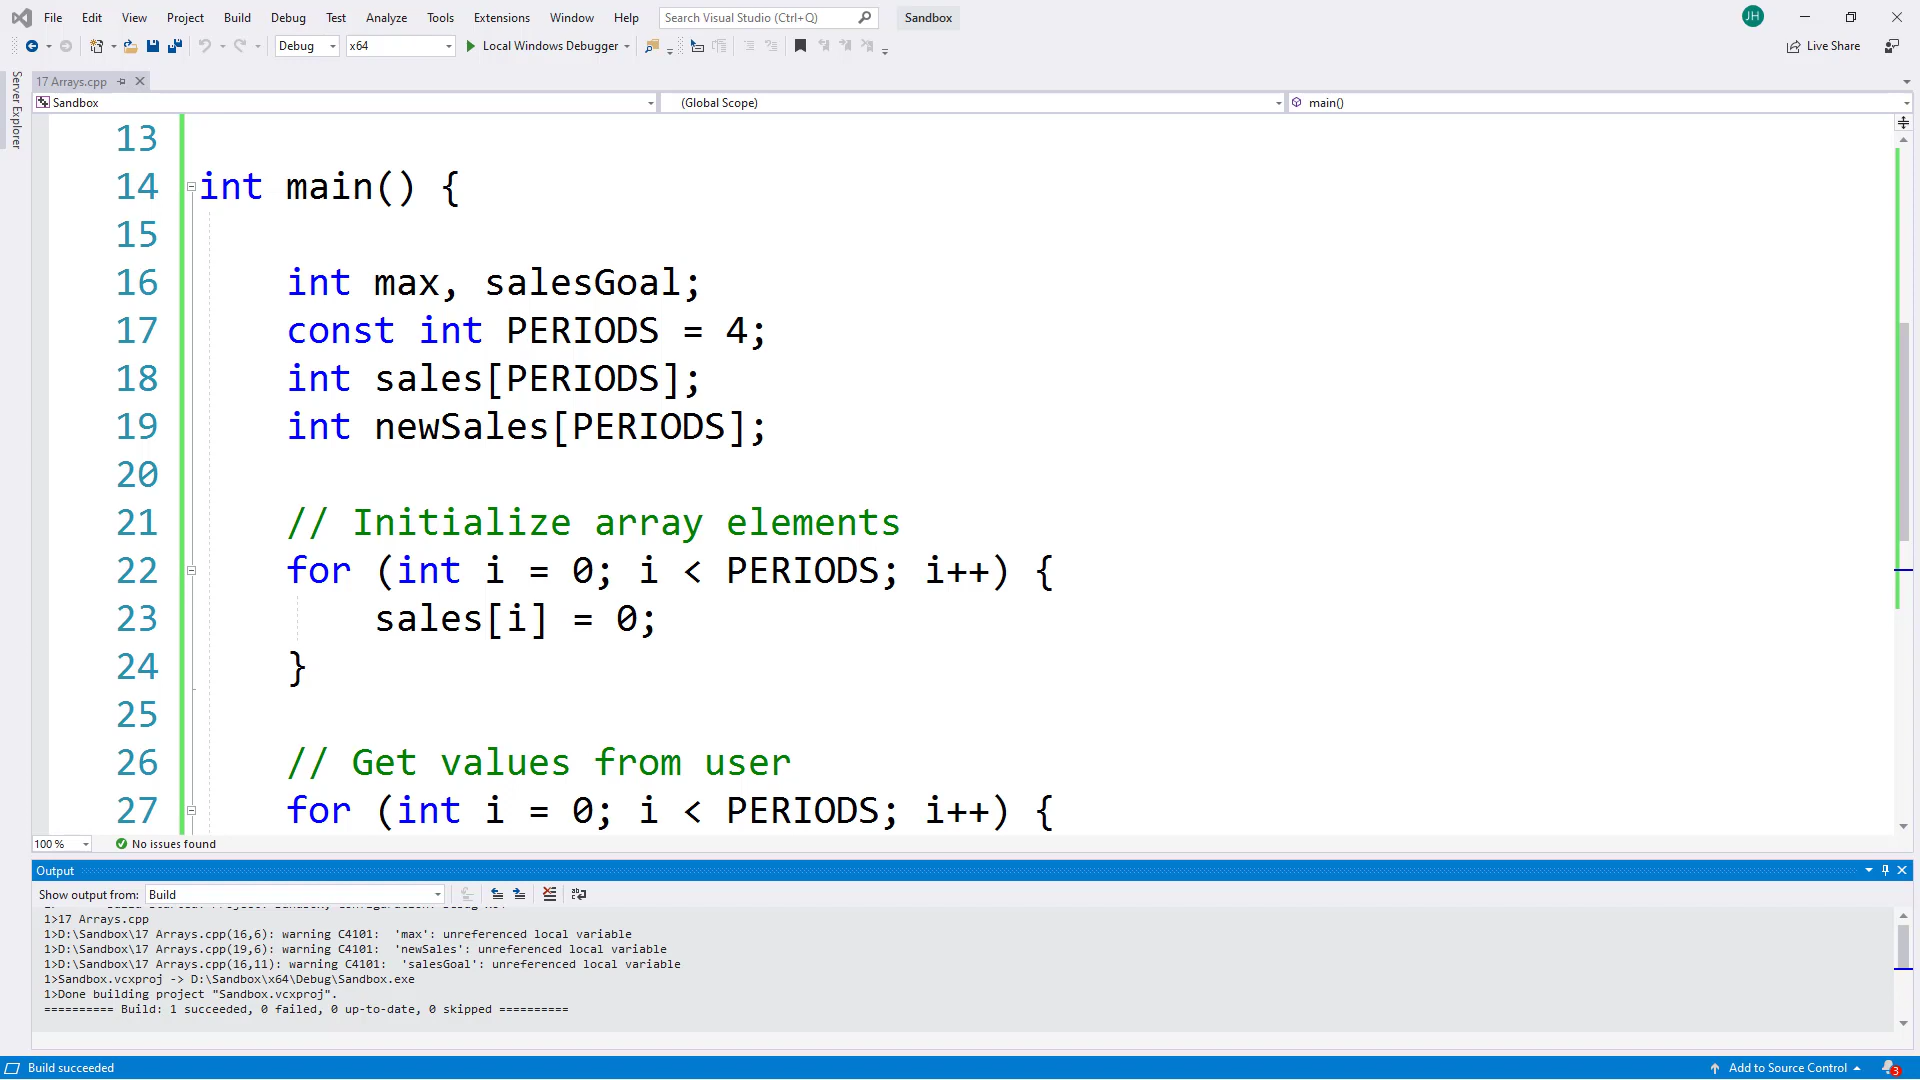 File Edit View Project Build Debug Test Analyze Tools Extensions Window Help Search Visual Studio (Ctrl+Q) Sandbox JH
Debug x64 Local Windows Debugger Live Share
Server Explorer
17 Arrays.cpp
Sandbox (Global Scope) main()
13
14 int main() {
15
16 int max, salesGoal;
17 const int PERIODS = 4;
18 int sales[PERIODS];
19 int newSales[PERIODS];
20
21 // Initialize array elements
22 for (int i = 0; i < PERIODS; i++) {
23 sales[i] = 0;
24 }
25
26 // Get values from user
27 for (int i = 0; i < PERIODS; i++) {
100 % No issues found
Output
Show output from: Build
1>17 Arrays.cpp
1>D:\Sandbox\17 Arrays.cpp(16,6): warning C4101: 'max': unreferenced local variable
1>D:\Sandbox\17 Arrays.cpp(19,6): warning C4101: 'newSales': unreferenced local variable
1>D:\Sandbox\17 Arrays.cpp(16,11): warning C4101: 'salesGoal': unreferenced local variable
1>Sandbox.vcxproj -> D:\Sandbox\x64\Debug\Sandbox.exe
1>Done building project "Sandbox.vcxproj".
========== Build: 1 succeeded, 0 failed, 0 up-to-date, 0 skipped ==========
Build succeeded Add to Source Control 3